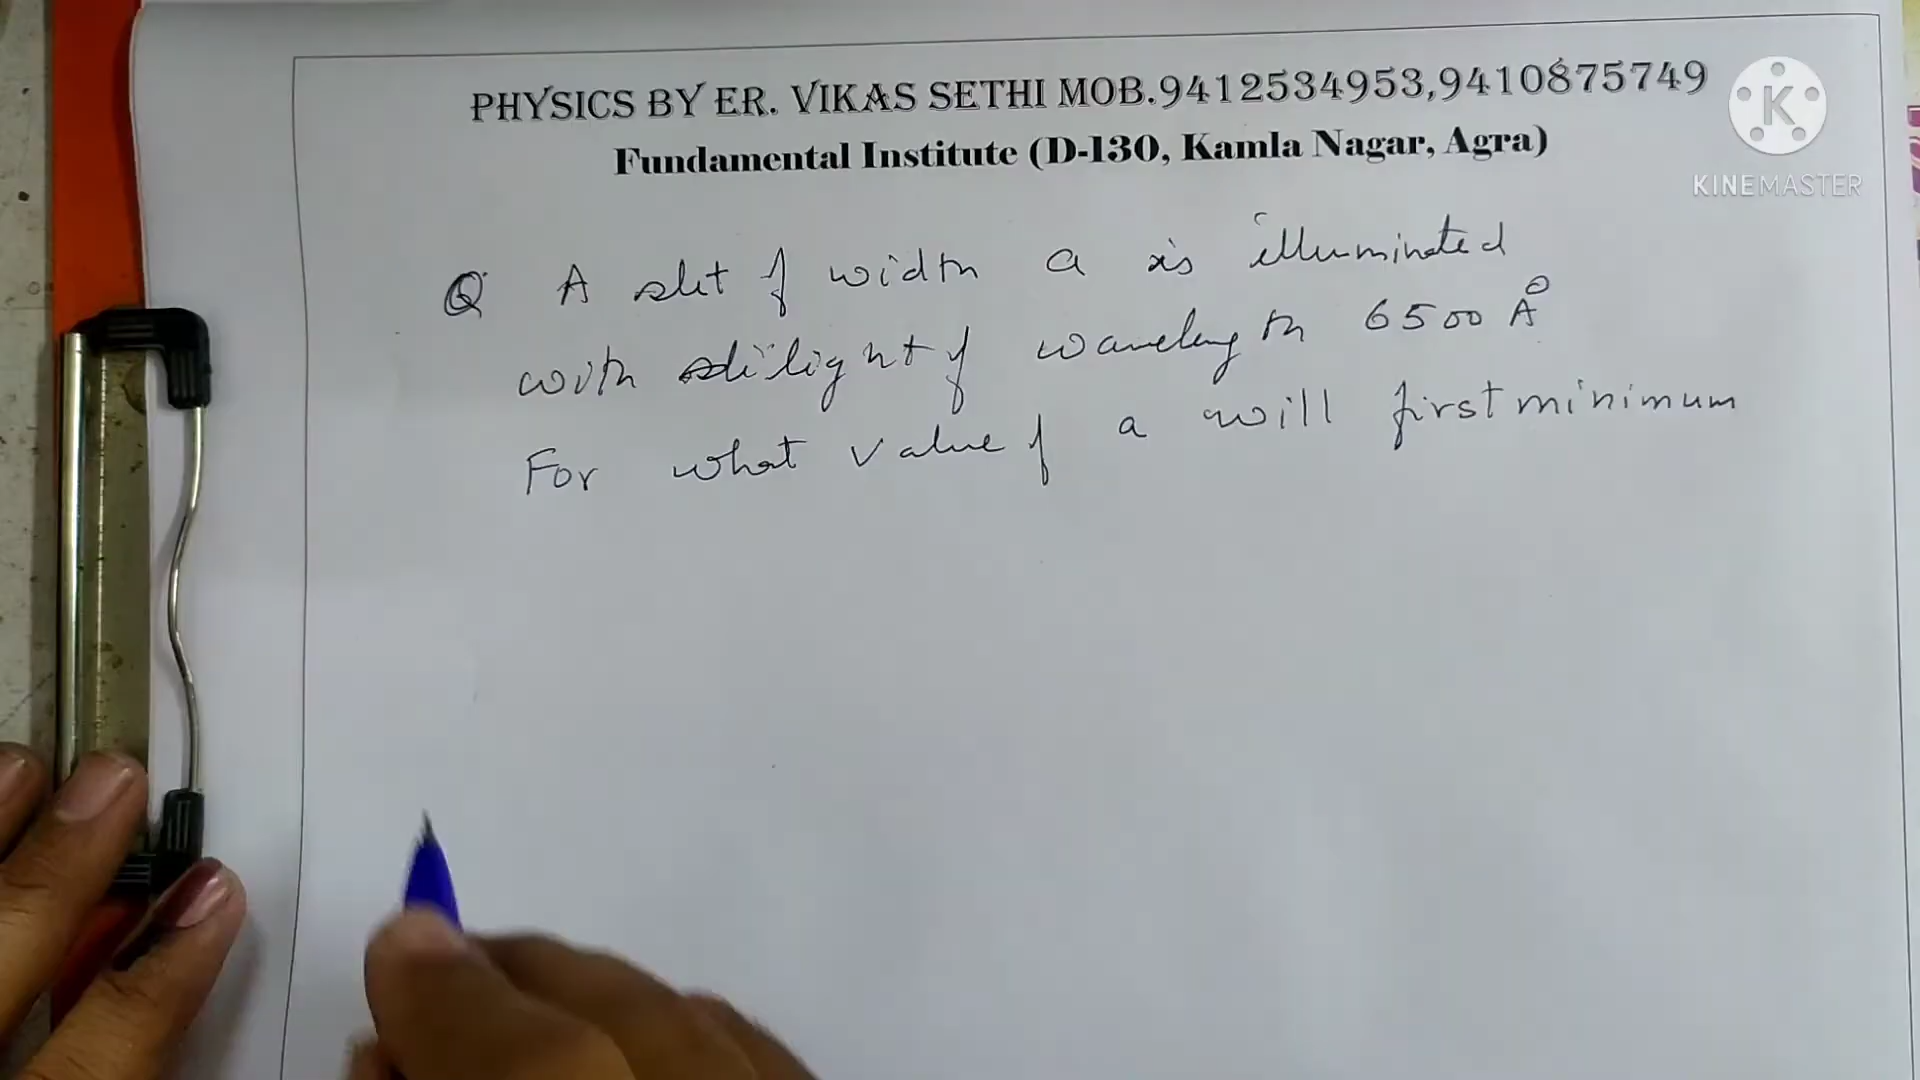 PHYSICS BY ER. VIKAS SETHI MOB.9412534953,9410875749
Fundamental Institute (D-130, Kamla Nagar, Agra)
K
KINEMASTER
Q A slit of width a is illuminated
with light of wavelength 6500 Å
For what value of a will first minimum